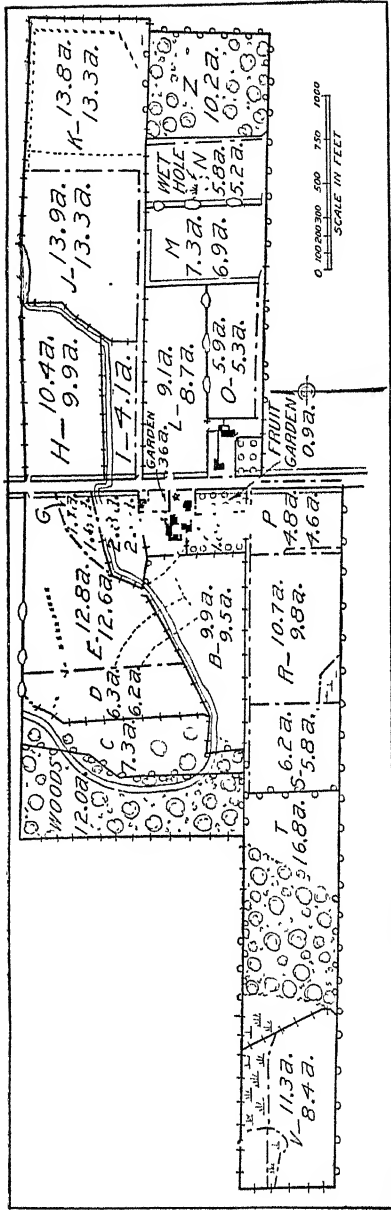 K- 13.8a.
13.3a.
Z
10.2a.
J- 13.9a.
13.3a.
WET
HOLE
N
5.8a.
5.2a.
M
7.3a.
6.9a.
H- 10.4a.
9.9a.
I- 4.1a.
L- 9.1a.
8.7a.
5.9a.
O- 5.3a.
0 100 200 300 500 750 1000
SCALE IN FEET
GARDEN
.36a.
FRUIT
GARDEN
0.9a.
G
E- 12.8a.
12.6a.
D
6.3a.
6.2a.
C
7.3a.
WOODS
12.0a.
B- 9.9a.
9.5a.
P
4.8a.
4.6a.
R- 10.7a.
9.8a.
6.2a.
S- 5.8a.
T
16.8a.
V- 11.3a.
8.4a.